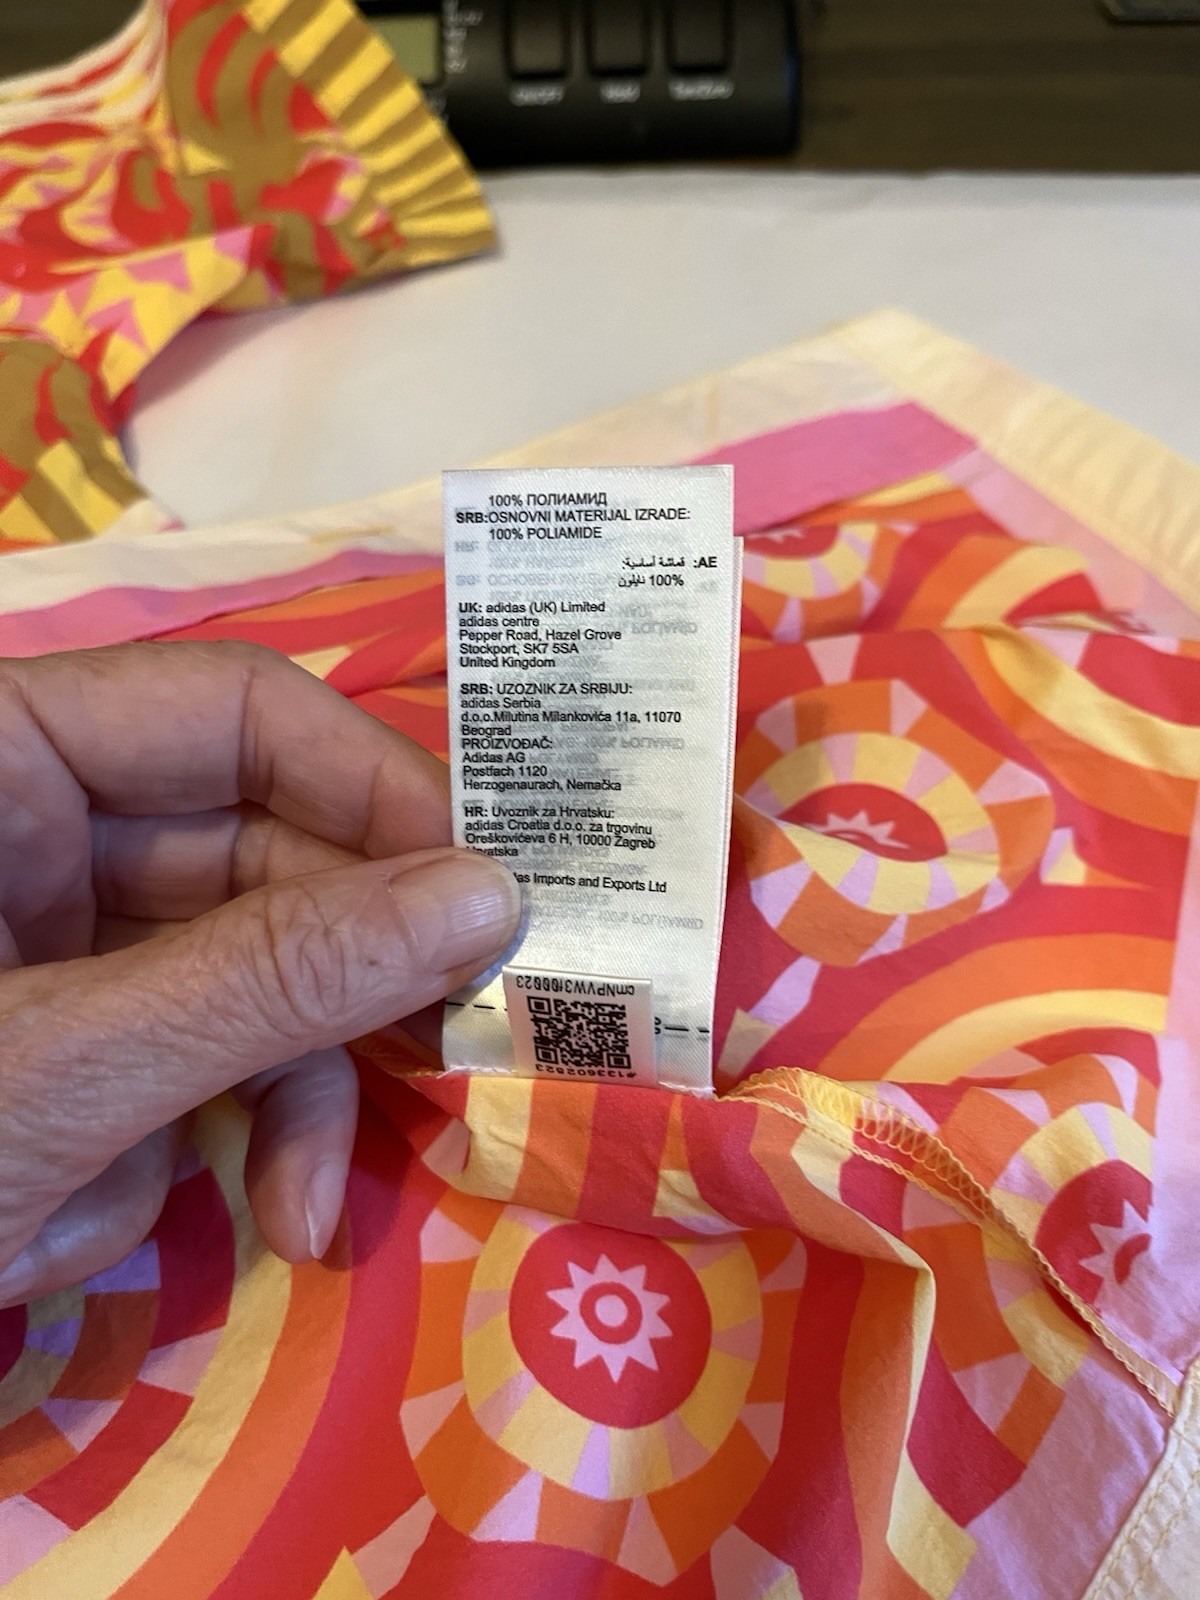 100% ПОЛИАМИД
SRB:OSNOVNI MATERIJAL IZRADE:
100% POLIAMIDE
AE: قماشة أساسية:
100% نايلون
UK: adidas (UK) Limited
adidas centre
Pepper Road, Hazel Grove
Stockport, SK7 5SA
United Kingdom
SRB: UZOZNIK ZA SRBIJU:
adidas Serbia
d.o.o.Milutina Milankovića 11a, 11070
Beograd
PROIZVOĐAČ:
Adidas AG
Postfach 1120
Herzogenaurach, Nemačka
HR: Uvoznik za Hrvatsku:
adidas Croatia d.o.o. za trgovinu
Oreškovićeva 6 H, 10000 Zagreb
Hrvatska
Imports and Exports Ltd
cmNPVW3f00023
#133602523